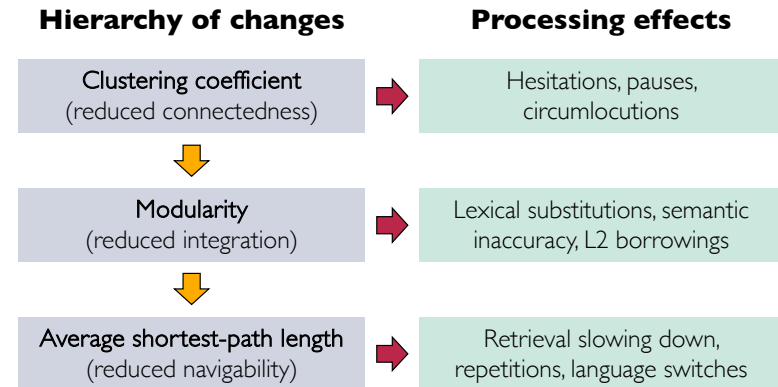 Hierarchy of changes
Processing effects
Clustering coefficient
(reduced connectedness)
Hesitations, pauses,
circumlocutions
Modularity
(reduced integration)
Lexical substitutions, semantic
inaccuracy, L2 borrowings
Average shortest-path length
(reduced navigability)
Retrieval slowing down,
repetitions, language switches